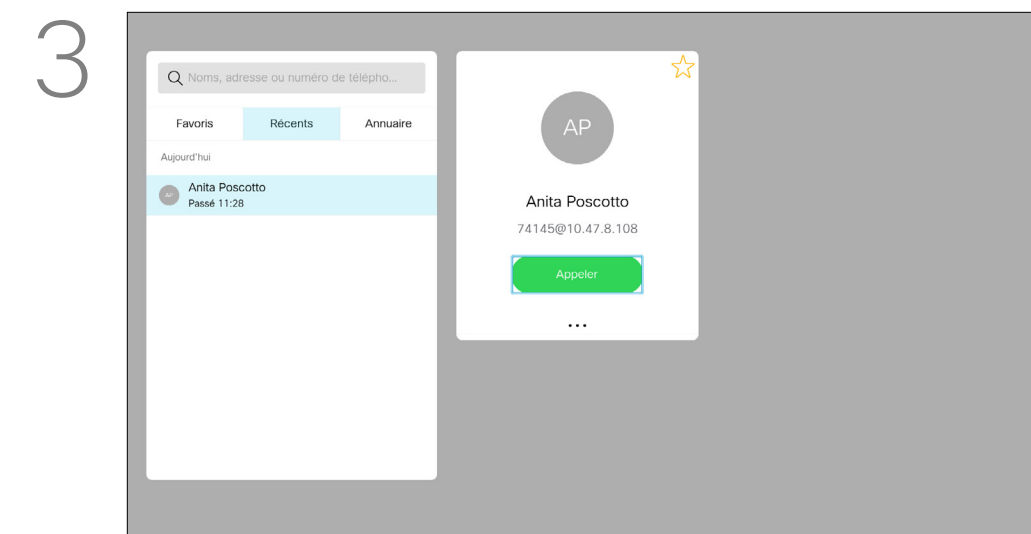 3
Noms, adresse ou numéro de télépho...
Favoris Récents Annuaire
Aujourd'hui
AP Anita Poscotto
Passé 11:28
AP
Anita Poscotto
74145@10.47.8.108
Appeler
...